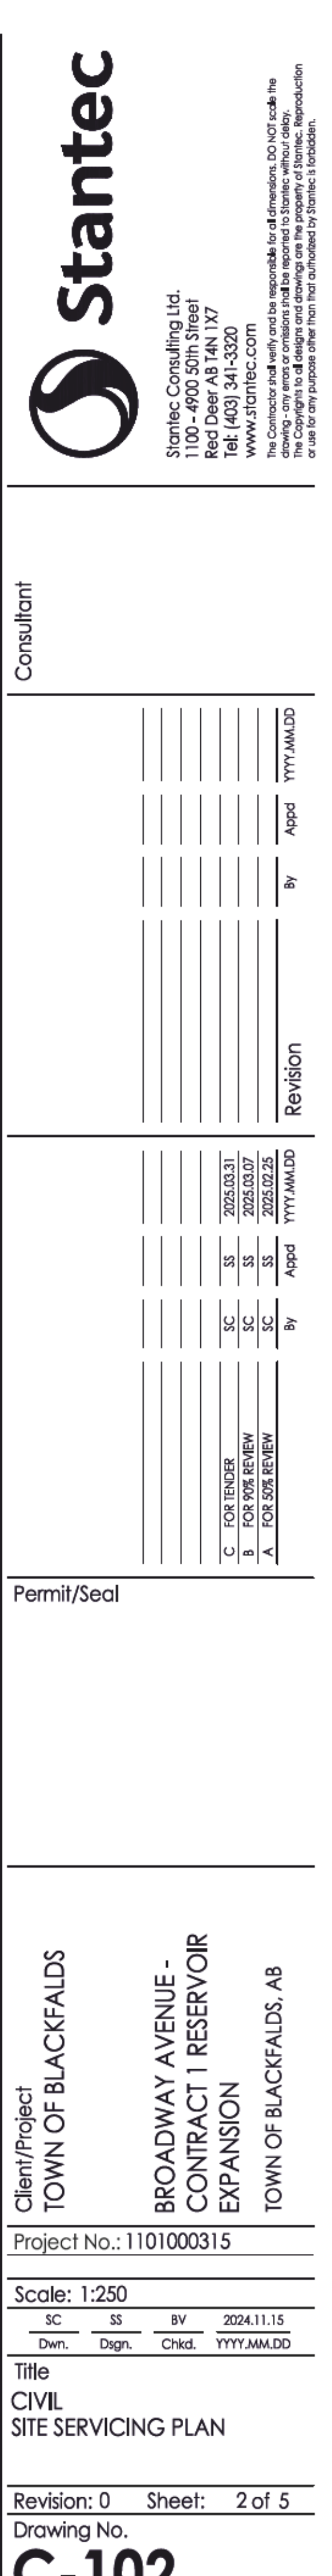 Stantec
Stantec Consulting Ltd.
1100 - 4900 50th Street
Red Deer AB T4N 1X7
Tel: (403) 341-3320
www.stantec.com
The Contractor shall verify and be responsible for all dimensions. DO NOT scale the
drawing - any errors or omissions shall be reported to Stantec without delay.
The Copyrights to all designs and drawings are the property of Stantec. Reproduction
or use for any purpose other than that authorized by Stantec is forbidden.
Consultant
Revision By Appd YYYY.MM.DD
C FOR TENDER SC SS 2025.03.31
B FOR 90% REVIEW SC SS 2025.03.07
A FOR 50% REVIEW SC SS 2025.02.25
By Appd YYYY.MM.DD
Permit/Seal
Client/Project
TOWN OF BLACKFALDS
BROADWAY AVENUE -
CONTRACT 1 RESERVOIR
EXPANSION
TOWN OF BLACKFALDS, AB
Project No.: 1101000315
Scale: 1:250
SC SS BV 2024.11.15
Dwn. Dsgn. Chkd. YYYY.MM.DD
Title
CIVIL
SITE SERVICING PLAN
Revision: 0 Sheet: 2 of 5
Drawing No.
C-102